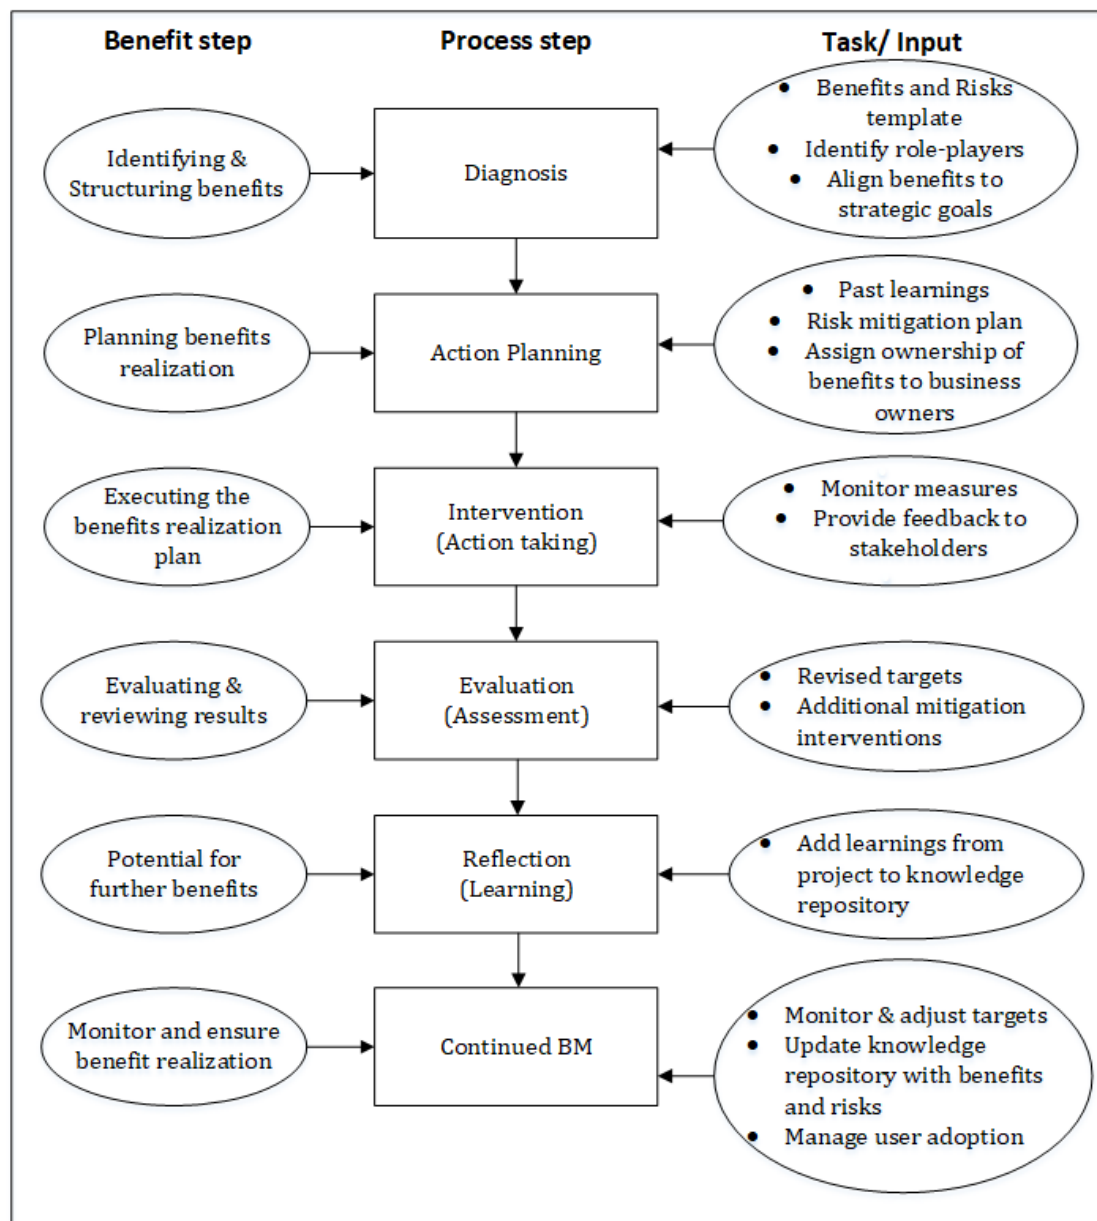 Benefit step
Process step
Task/ Input
Identifying &
Structuring benefits
Diagnosis
• Benefits and Risks
template
• Identify role-players
• Align benefits to
strategic goals
Planning benefits
realization
Action Planning
• Past learnings
• Risk mitigation plan
• Assign ownership of
benefits to business
owners
Executing the
benefits realization
plan
Intervention
(Action taking)
• Monitor measures
• Provide feedback to
stakeholders
Evaluating &
reviewing results
Evaluation
(Assessment)
• Revised targets
• Additional mitigation
interventions
Potential for
further benefits
Reflection
(Learning)
• Add learnings from
project to knowledge
repository
Monitor and ensure
benefit realization
Continued BM
• Monitor & adjust targets
• Update knowledge
repository with benefits
and risks
• Manage user adoption